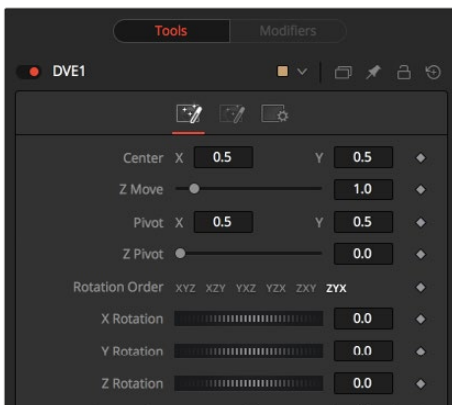 Tools Modifiers
DVE1
Center X 0.5 Y 0.5
Z Move 1.0
Pivot X 0.5 Y 0.5
Z Pivot 0.0
Rotation Order XYZ XZY YXZ YZX ZXY ZYX
X Rotation 0.0
Y Rotation 0.0
Z Rotation 0.0